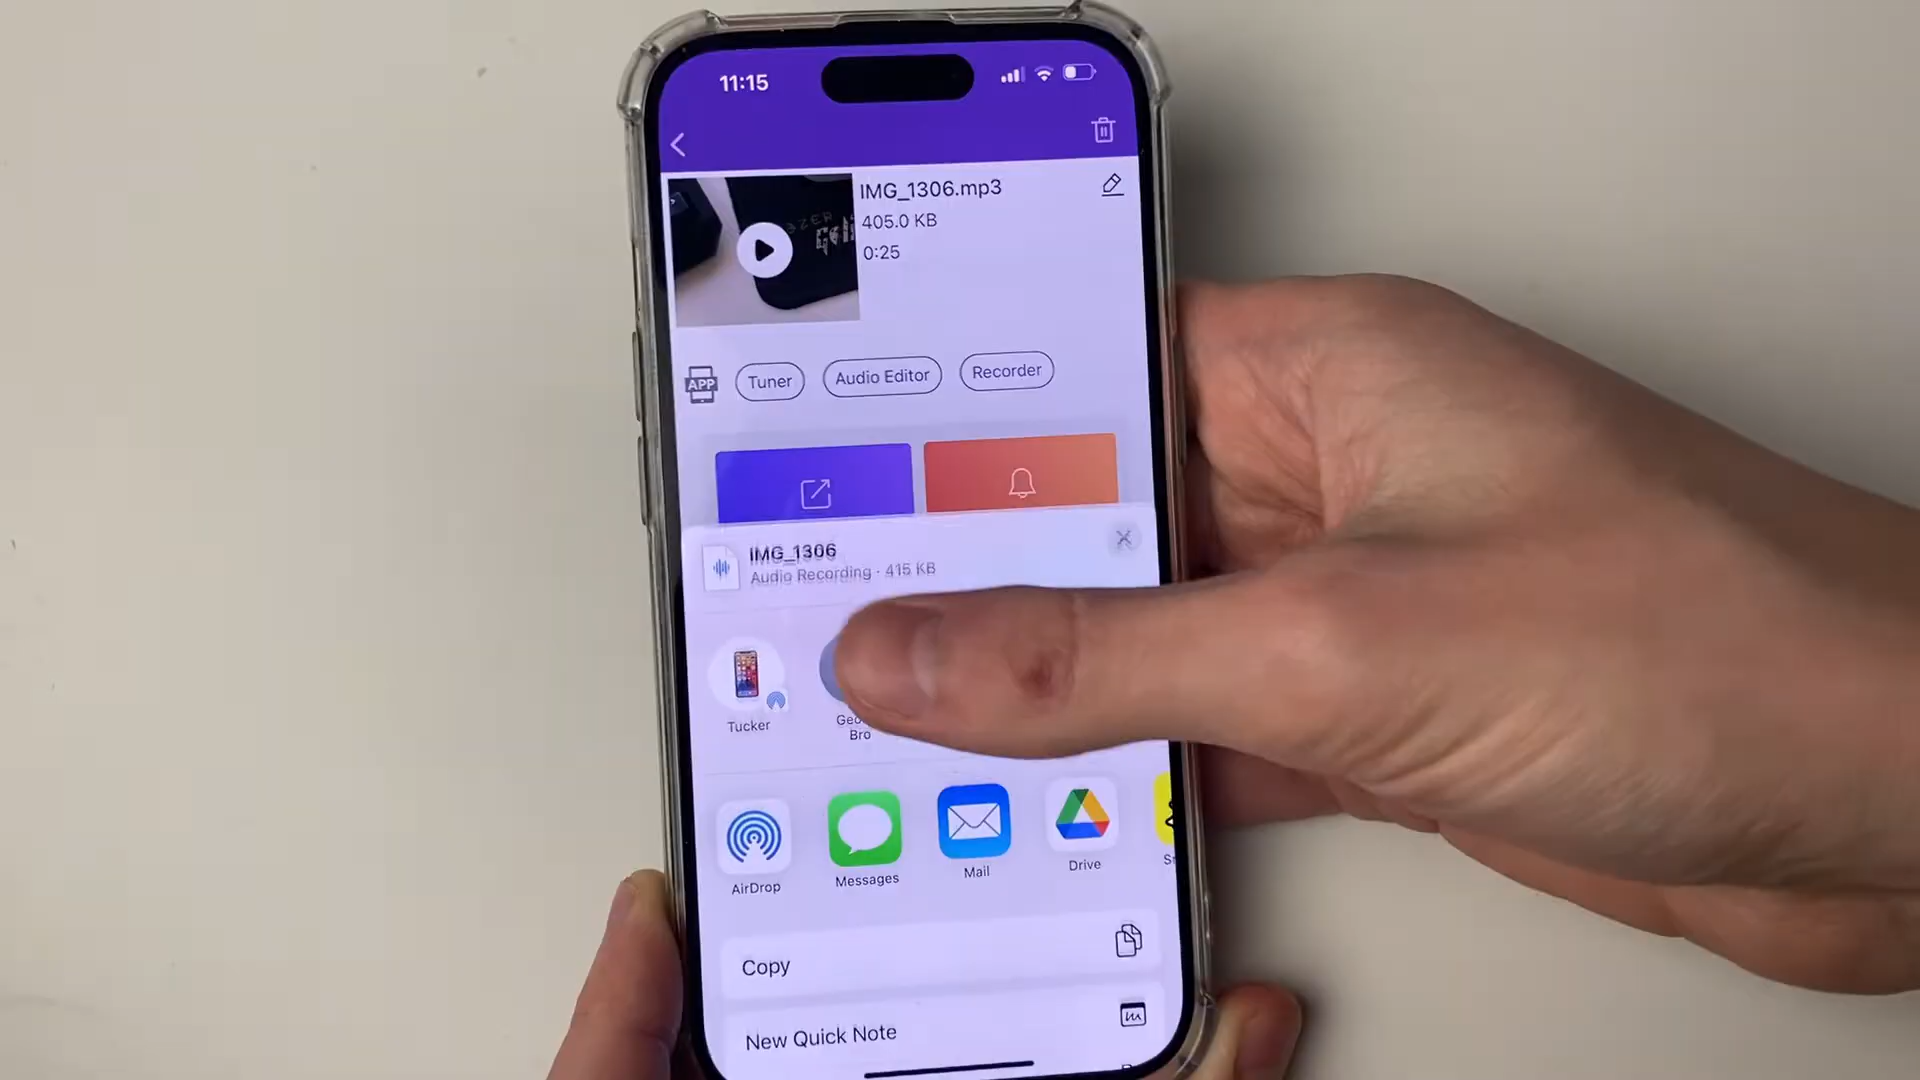 11:15
IMG_1306.mp3
405.0 KB
0:25
APP
Tuner
Audio Editor
Recorder
IMG_1306
Audio Recording · 415 KB
Tucker
Bro
AirDrop
Messages
Mail
Drive
Copy
New Quick Note